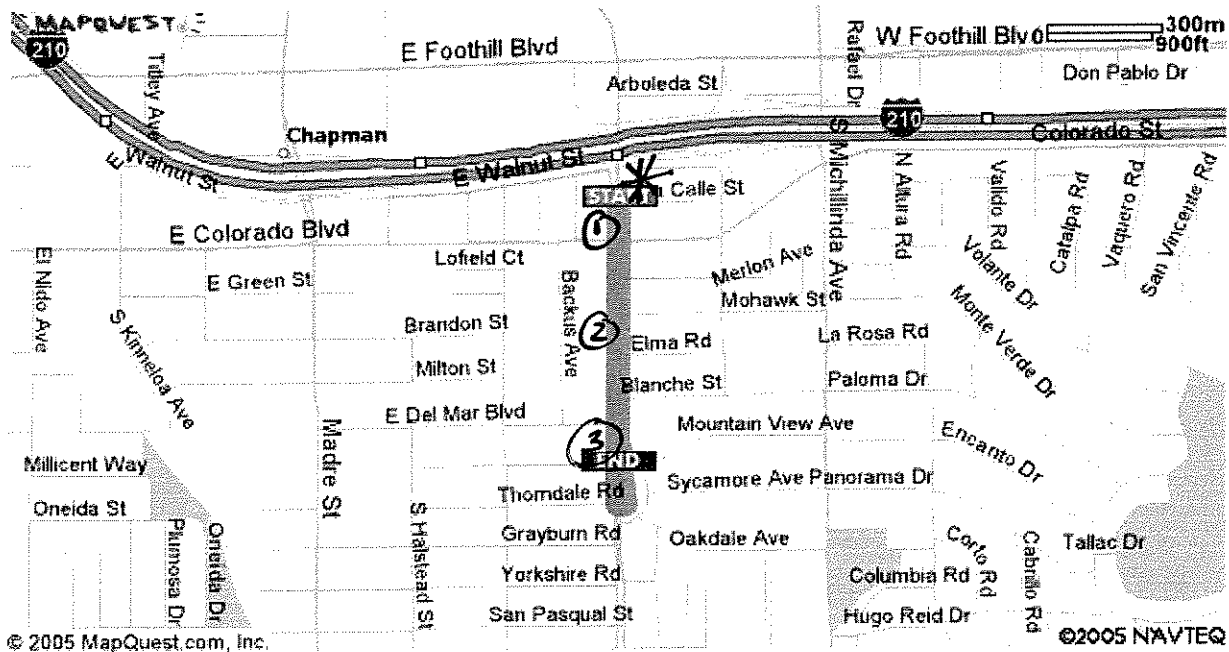 MAPQUEST
210
Titley Ave
E Foothill Blvd
Rafael Dr
W Foothill Blvd
300m
900ft
Arboleda St
Don Pablo Dr
Chapman
210
Colorado St
E Walnut St
E Walnut St
S Michillinda Ave
N Altura Rd
Valido Rd
Catalpa Rd
Vaquero Rd
San Vincente Rd
START
Calle St
1
E Colorado Blvd
El Nido Ave
Lofield Ct
E Green St
Backus Ave
Merlon Ave
Mohawk St
Volante Dr
S Kinneloa Ave
Brandon St
2
Elma Rd
La Rosa Rd
Monte Verde Dr
Milton St
Blanche St
Paloma Dr
E Del Mar Blvd
Mountain View Ave
Encanto Dr
Madre St
3
END
Millicent Way
Sycamore Ave
Panorama Dr
Oneida St
Thorndale Rd
Plumosa Dr
Oneida Dr
S Halstead St
Grayburn Rd
Oakdale Ave
Corto Rd
Cabrillo Rd
Tallac Dr
Yorkshire Rd
Columbia Rd
San Pasqual St
Hugo Reid Dr
© 2005 MapQuest.com, Inc.
©2005 NAVTEQ